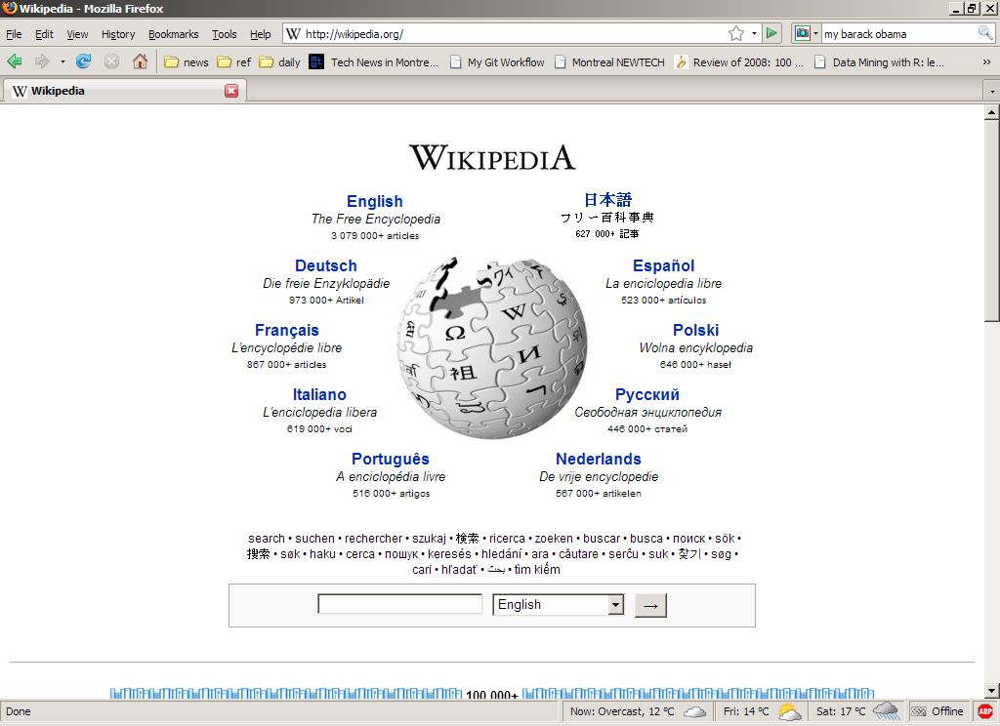 Wikipedia - Mozilla Firefox
File Edit View History Bookmarks Tools Help http://wikipedia.org/ my barack obama
news ref daily Tech News in Montre... My Git Workflow Montreal NEWTECH Review of 2008: 100 ... Data Mining with R: le... »
Wikipedia
WIKIPEDIA
English
The Free Encyclopedia
3 079 000+ articles
日本語
フリー百科事典
627 000+ 記事
Deutsch
Die freie Enzyklopädie
973 000+ Artikel
Español
La enciclopedia libre
523 000+ artículos
Français
L'encyclopédie libre
867 000+ articles
Polski
Wolna encyklopedia
646 000+ haseł
Italiano
L'enciclopedia libera
619 000+ voci
Русский
Свободная энциклопедия
446 000+ статей
Português
A enciclopédia livre
516 000+ artigos
Nederlands
De vrije encyclopedie
567 000+ artikelen
Ω W И 祖
search • suchen • rechercher • szukaj • 検索 • ricerca • zoeken • buscar • busca • поиск • sök •
搜索 • søk • haku • cerca • пошук • keresés • hledání • ara • căutare • serĉu • suk • 찾기 • søg •
cari • hľadať • بحث • tìm kiếm
English →
100 000+
Done Now: Overcast, 12 °C Fri: 14 °C Sat: 17 °C Offline ABP